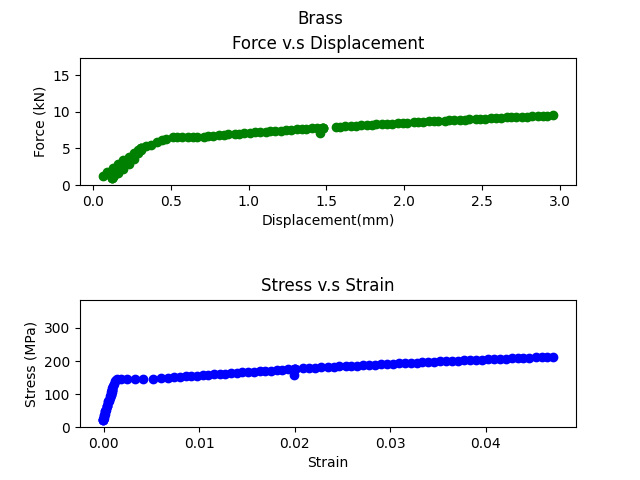 Brass
Force v.s Displacement
15
10
5
0
Force (kN)
0.0 0.5 1.0 1.5 2.0 2.5 3.0
Displacement(mm)
Stress v.s Strain
300
200
100
0
Stress (MPa)
0.00 0.01 0.02 0.03 0.04
Strain